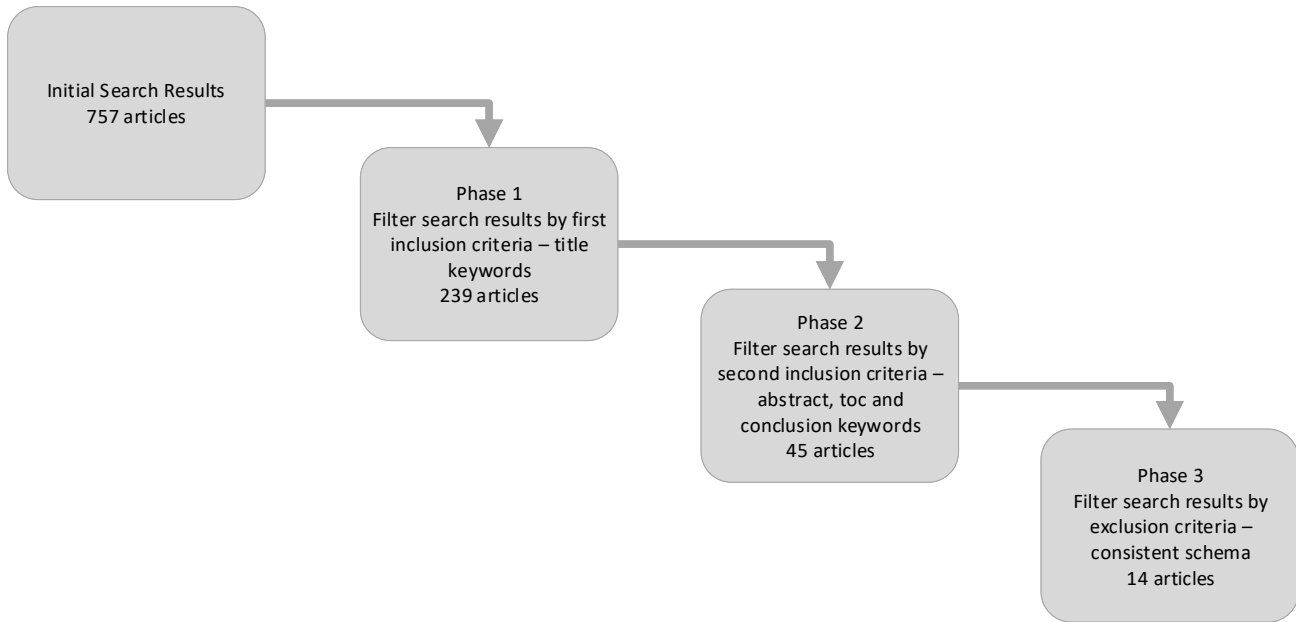 Initial Search Results
757 articles
Phase 1
Filter search results by first
inclusion criteria – title
keywords
239 articles
Phase 2
Filter search results by
second inclusion criteria –
abstract, toc and
conclusion keywords
45 articles
Phase 3
Filter search results by
exclusion criteria –
consistent schema
14 articles